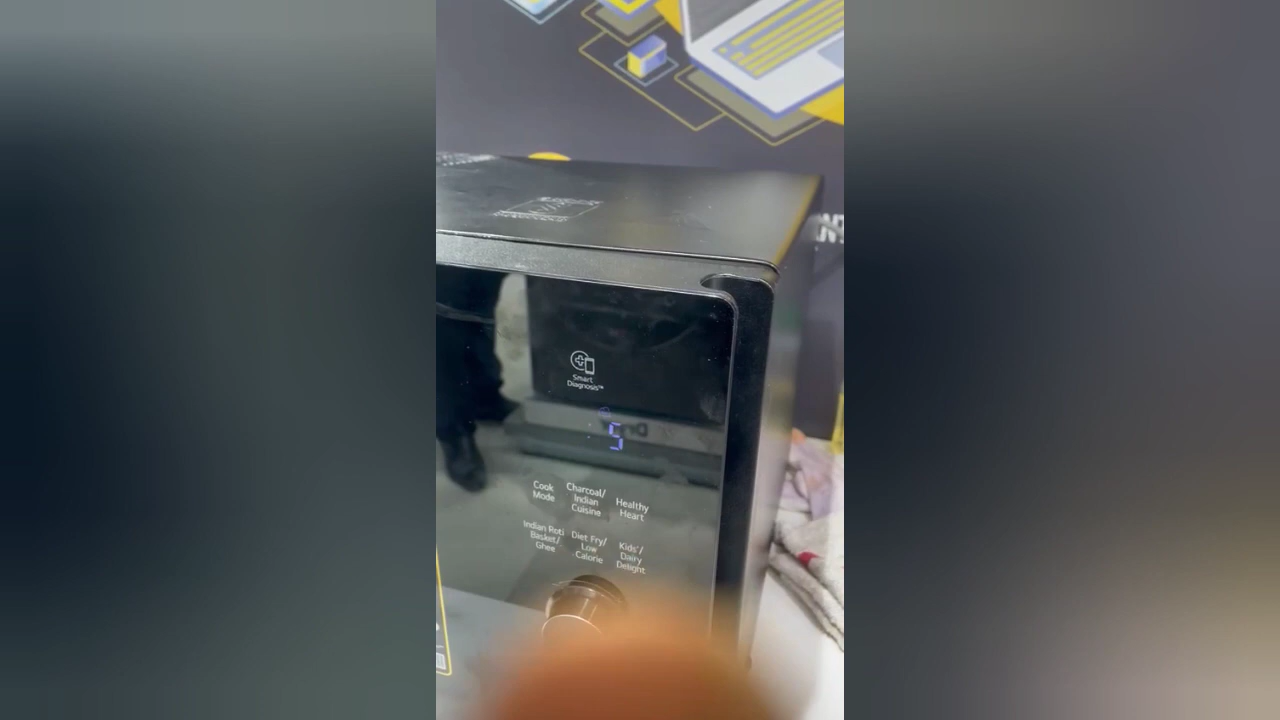 Smart
Diagnosis™
5
Cook
Mode
Charcoal/
Indian
Cuisine
Healthy
Heart
Indian Roti
Basket/
Ghee
Diet Fry/
Low
Calorie
Kids'/
Dairy
Delight